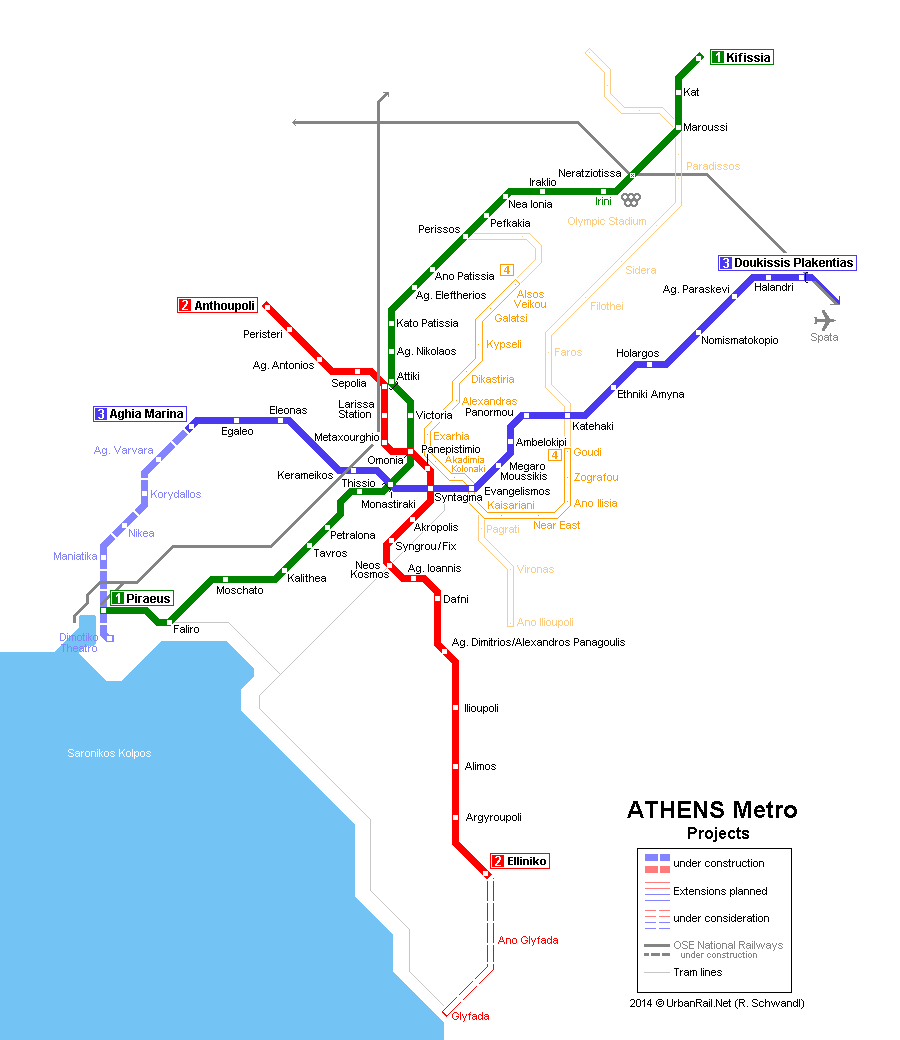 1 Kifissia
Kat
Maroussi
Paradissos
Neratziotissa
Iraklio
Irini
Nea Ionia
Olympic Stadium
Pefkakia
Perissos
3 Doukissis Plakentias
Sidera
4
Ano Patissia
Halandri
Ag. Paraskevi
Ag. Eleftherios
Alsos
Veikou
2 Anthoupoli
Filothei
Galatsi
Kato Patissia
Spata
Peristeri
Nomismatokopio
Kypseli
Ag. Nikolaos
Faros
Holargos
Ag. Antonios
Attiki
Sepolia
Dikastiria
Ethniki Amyna
Larissa
Station
Alexandras
3 Aghia Marina
Eleonas
Victoria
Panormou
Katehaki
Egaleo
Metaxourghio
Exarhia
Ambelokipi
Ag. Varvara
Panepistimio
Goudi
4
Omonia
Akadimia
Kolonaki
Megaro
Moussikis
Kerameikos
Zografou
Thissio
Korydallos
Syntagma
Evangelismos
Monastiraki
Kaisariani
Ano Ilisia
Near East
Nikea
Petralona
Akropolis
Pagrati
Syngrou/Fix
Tavros
Maniatika
Neos
Kosmos
Ag. Ioannis
Vironas
Kalithea
Moschato
1 Piraeus
Dafni
Ano Ilioupoli
Faliro
Dimotiko
Theatro
Ag. Dimitrios/Alexandros Panagoulis
Ilioupoli
Saronikos Kolpos
Alimos
Argyroupoli
2 Elliniko
Ano Glyfada
Glyfada
ATHENS Metro
Projects
under construction
Extensions planned
under consideration
OSE National Railways
under construction
Tram lines
2014 © UrbanRail.Net (R. Schwandl)